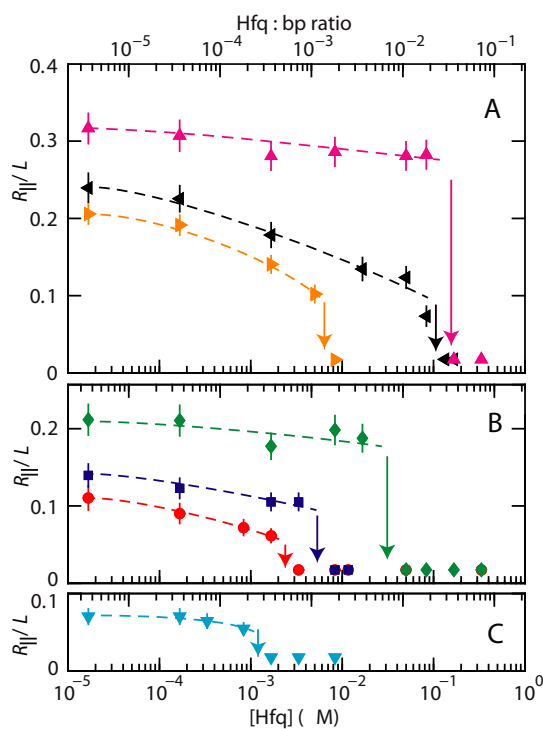 Hfq : bp ratio
10⁻⁵ 10⁻⁴ 10⁻³ 10⁻² 10⁻¹
0.4
A
0.3
R||/ L
0.2
0.1
0
B
0.2
R||/ L
0.1
0
0.1
C
R||/ L
0
10⁻⁵ 10⁻⁴ 10⁻³ 10⁻² 10⁻¹ 10⁰
[Hfq] ( M)